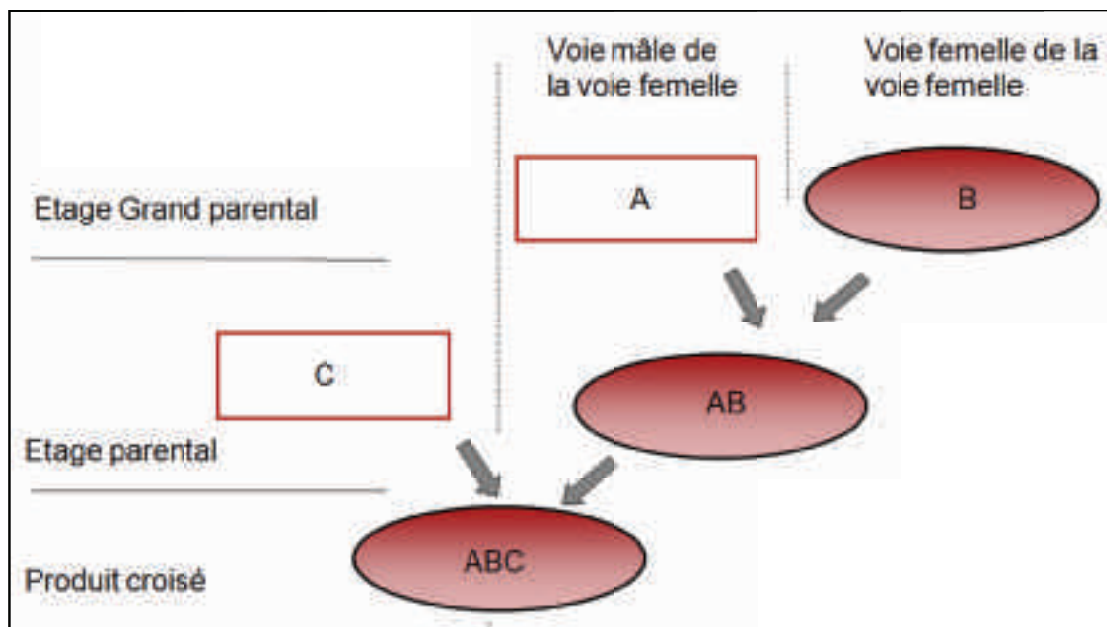 Voie mâle de
la voie femelle
Voie femelle de la
voie femelle
Etage Grand parental
A
B
C
AB
Etage parental
ABC
Produit croisé